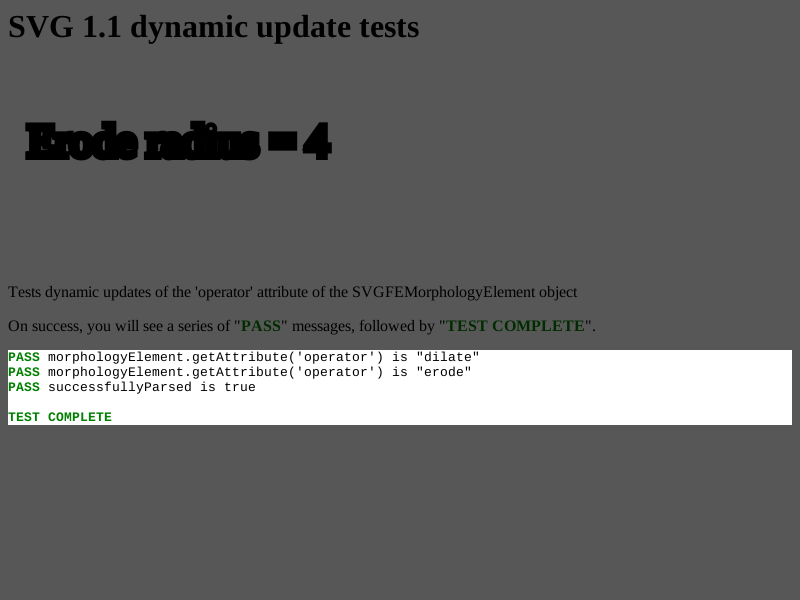 SVG 1.1 dynamic update tests
Erode radius = 4
Tests dynamic updates of the 'operator' attribute of the SVGFEMorphologyElement object
On success, you will see a series of "PASS" messages, followed by "TEST COMPLETE".
PASS morphologyElement.getAttribute('operator') is "dilate"
PASS morphologyElement.getAttribute('operator') is "erode"
PASS successfullyParsed is true
TEST COMPLETE